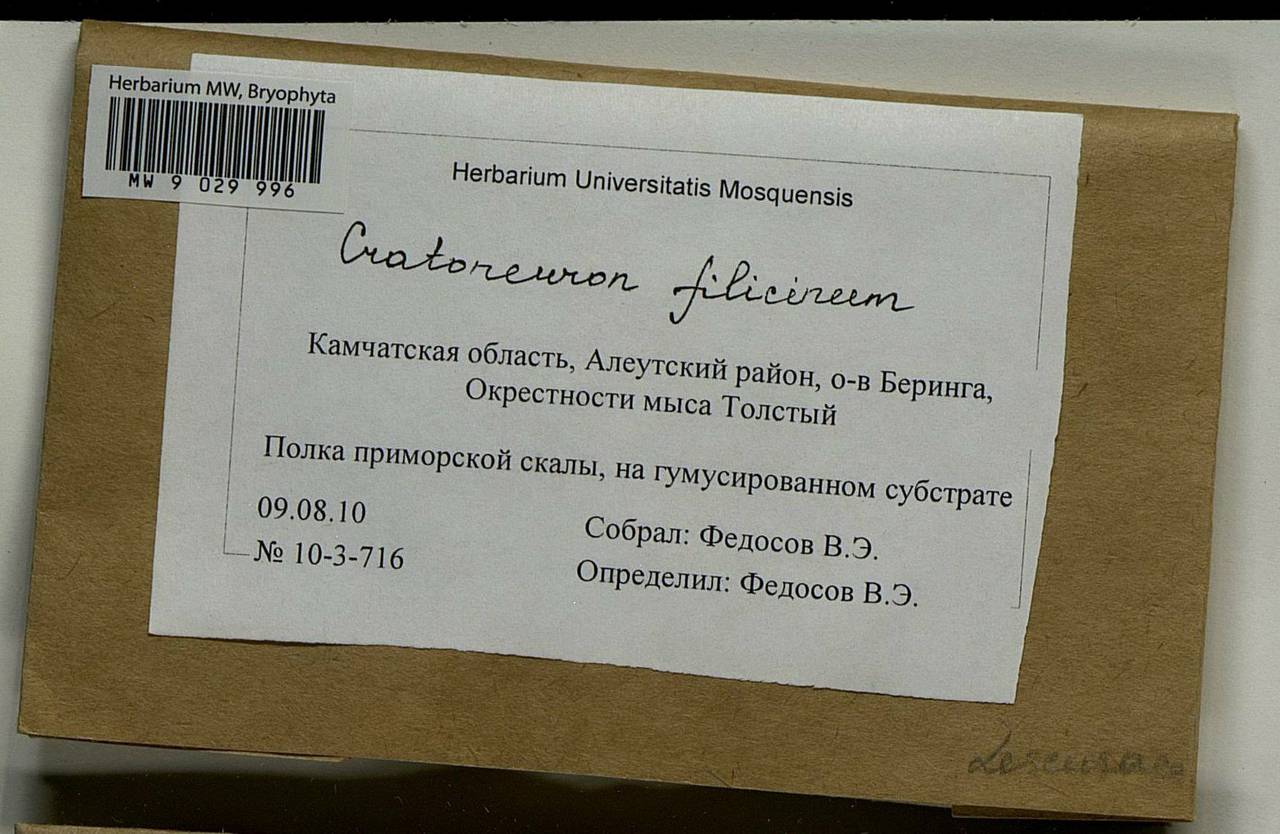 Herbarium MW, Bryophyta
MW 9 029 996
Herbarium Universitatis Mosquensis
Cratoneuron filicinum
Камчатская область, Алеутский район, о-в Беринга,
Окрестности мыса Толстый
Полка приморской скалы, на гумусированном субстрате
09.08.10
№ 10-3-716
Собрал: Федосов В.Э.
Определил: Федосов В.Э.